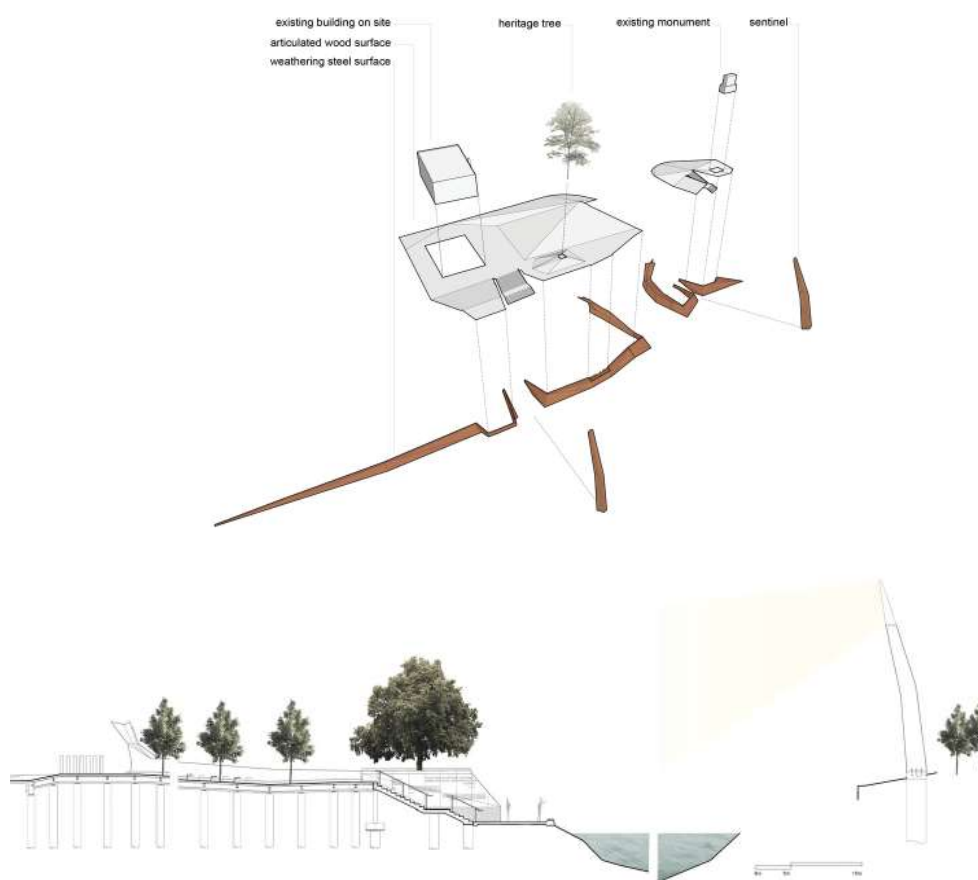 existing building on site
articulated wood surface
weathering steel surface
heritage tree
existing monument
sentinel